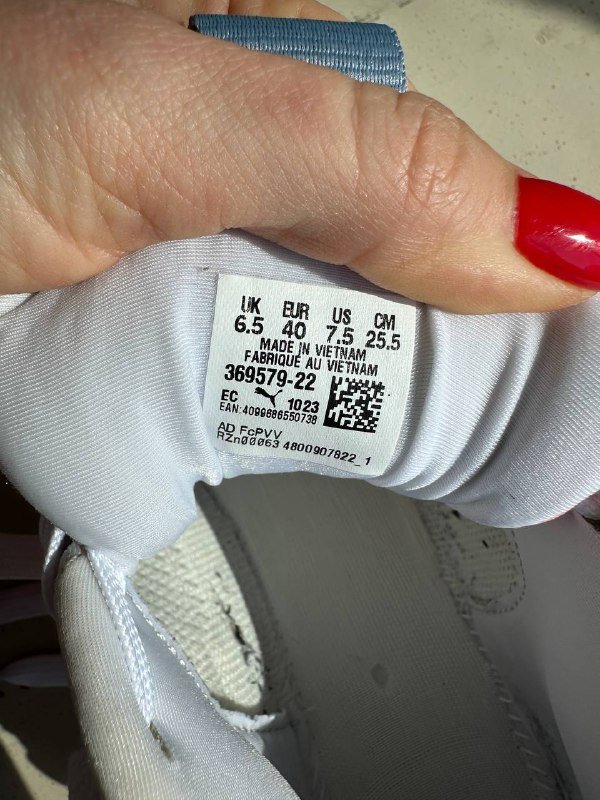 UK EUR US CM
6.5 40 7.5 25.5
MADE IN VIETNAM
FABRIQUÉ AU VIETNAM
369579-22
EC 1023
EAN:4099686550738
AD FcPVV
RZn00063 4800907822_1